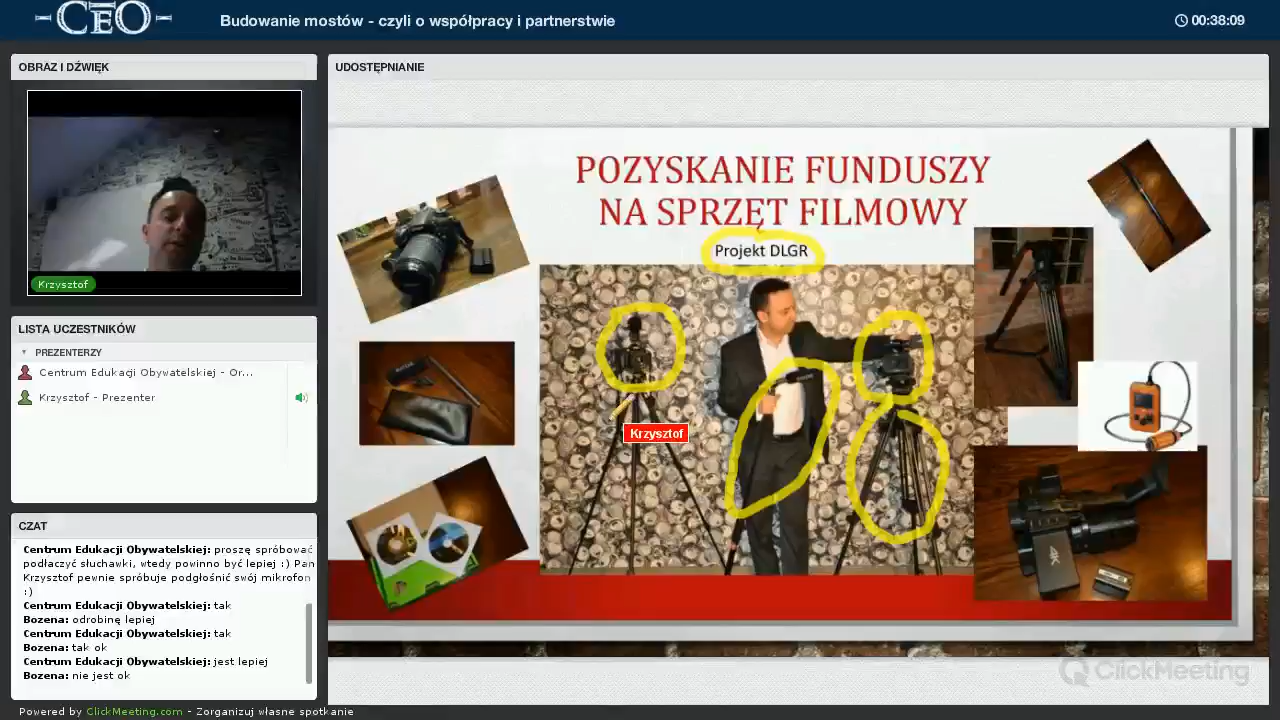 CEO
Budowanie mostów - czyli o współpracy i partnerstwie
00:38:09
OBRAZ I DŹWIĘK
UDOSTĘPNIANIE
POZYSKANIE FUNDUSZY
NA SPRZĘT FILMOWY
Projekt DLGR
Krzysztof
4K
Krzysztof
LISTA UCZESTNIKÓW
PREZENTERZY
Centrum Edukacji Obywatelskiej - Or...
Krzysztof - Prezenter
CZAT
Centrum Edukacji Obywatelskiej: proszę spróbować
podłaczyć słuchawki, wtedy powinno być lepiej :) Pan
Krzysztof pewnie spróbuje podgłośnić swój mikrofon
:)
Centrum Edukacji Obywatelskiej: tak
Bozena: odrobinę lepiej
Centrum Edukacji Obywatelskiej: tak
Bozena: tak ok
Centrum Edukacji Obywatelskiej: jest lepiej
Bozena: nie jest ok
ClickMeeting
Powered by ClickMeeting.com - Zorganizuj własne spotkanie